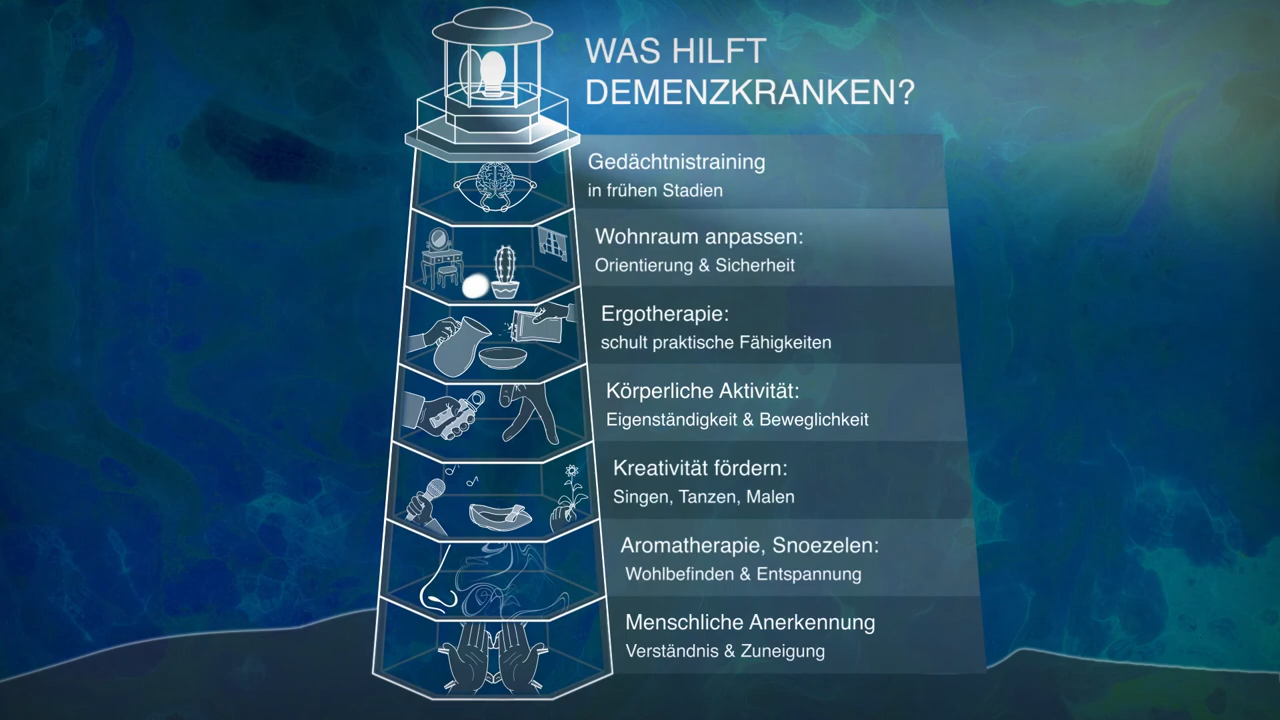 WAS HILFT
DEMENZKRANKEN?
Gedächtnistraining
in frühen Stadien
Wohnraum anpassen:
Orientierung & Sicherheit
Ergotherapie:
schult praktische Fähigkeiten
Körperliche Aktivität:
Eigenständigkeit & Beweglichkeit
Kreativität fördern:
Singen, Tanzen, Malen
Aromatherapie, Snoezelen:
Wohlbefinden & Entspannung
Menschliche Anerkennung
Verständnis & Zuneigung